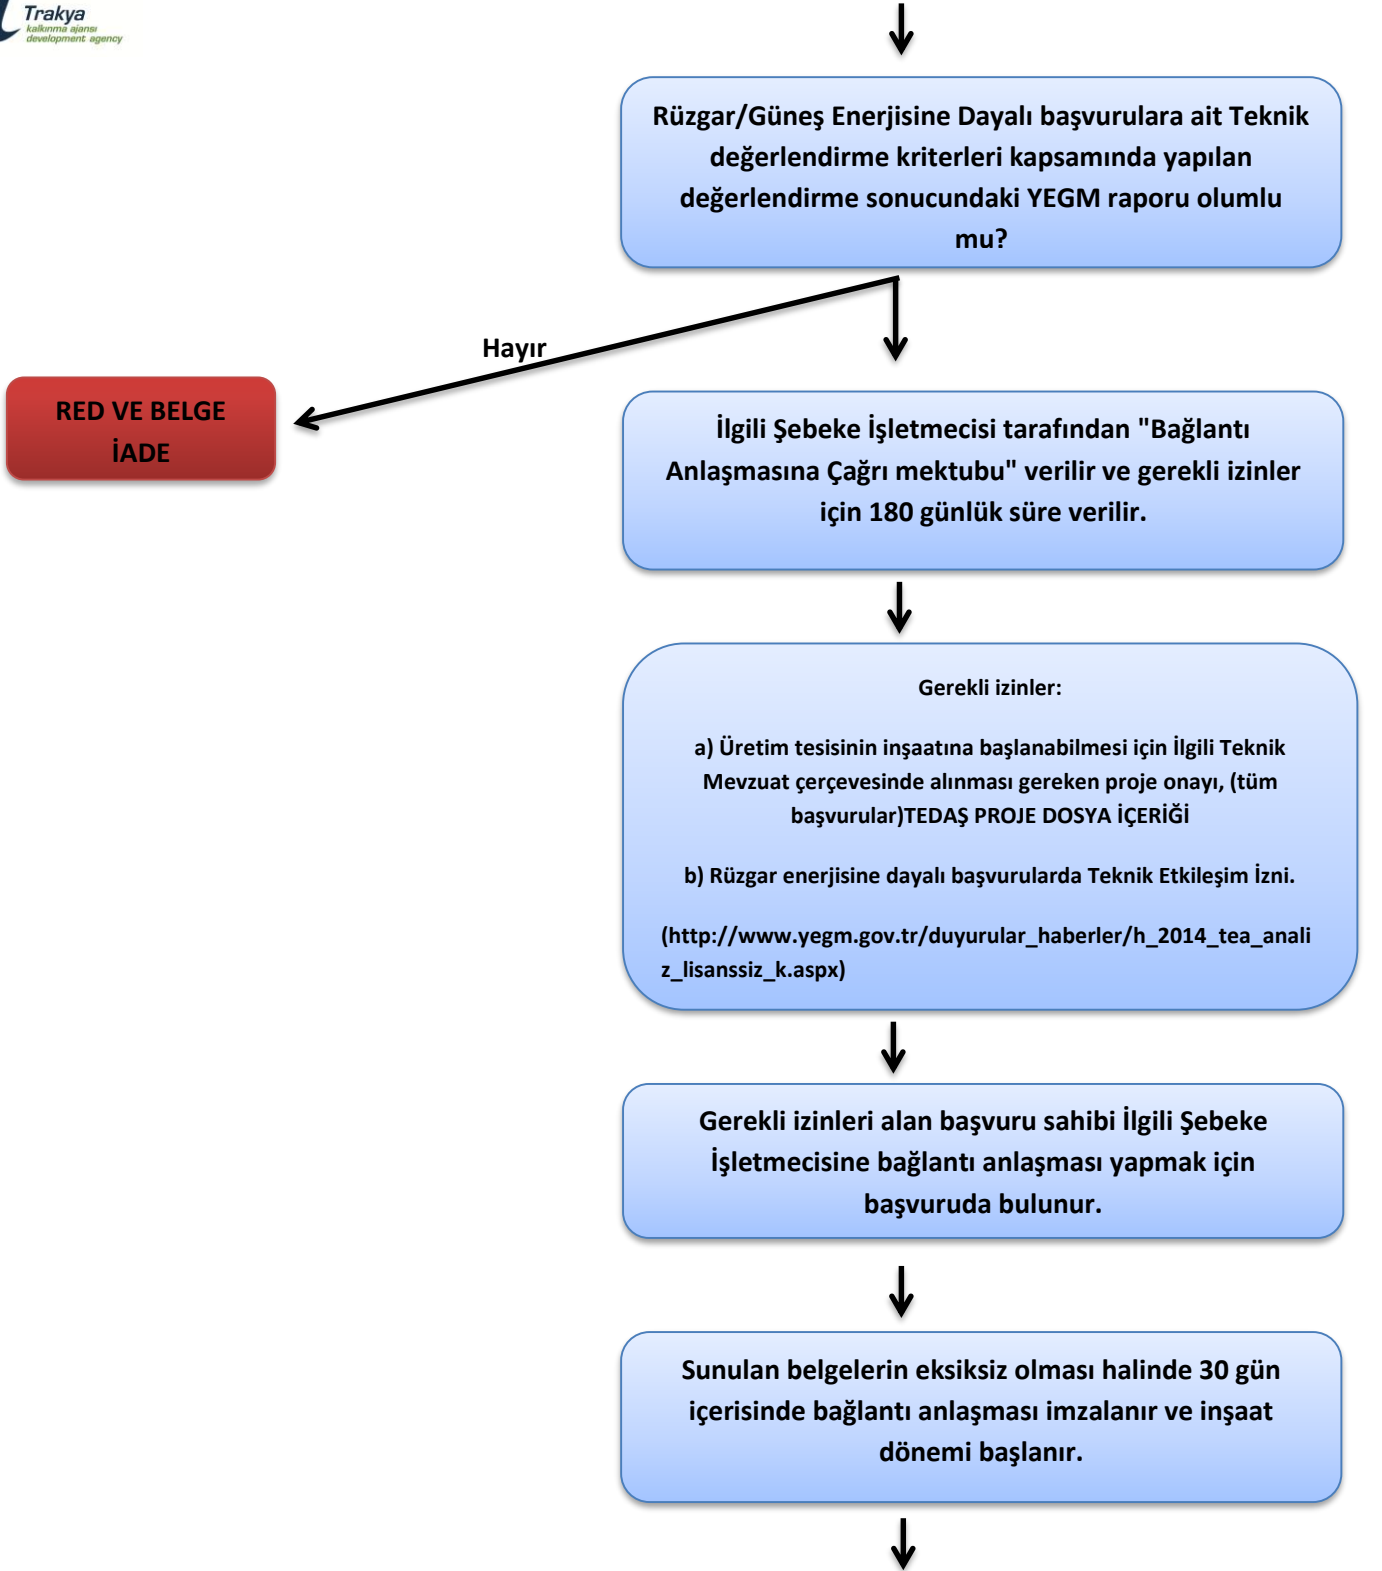 Trakya
kalkınma ajansı
development agency
Rüzgar/Güneş Enerjisine Dayalı başvurulara ait Teknik
değerlendirme kriterleri kapsamında yapılan
değerlendirme sonucundaki YEGM raporu olumlu
mu?
Hayır
RED VE BELGE
İADE
İlgili Şebeke İşletmecisi tarafından "Bağlantı
Anlaşmasına Çağrı mektubu" verilir ve gerekli izinler
için 180 günlük süre verilir.
Gerekli izinler:
a) Üretim tesisinin inşaatına başlanabilmesi için İlgili Teknik
Mevzuat çerçevesinde alınması gereken proje onayı, (tüm
başvurular)TEDAŞ PROJE DOSYA İÇERİĞİ
b) Rüzgar enerjisine dayalı başvurularda Teknik Etkileşim İzni.
(http://www.yegm.gov.tr/duyurular_haberler/h_2014_tea_anali
z_lisanssiz_k.aspx)
Gerekli izinleri alan başvuru sahibi İlgili Şebeke
İşletmecisine bağlantı anlaşması yapmak için
başvuruda bulunur.
Sunulan belgelerin eksiksiz olması halinde 30 gün
içerisinde bağlantı anlaşması imzalanır ve inşaat
dönemi başlanır.